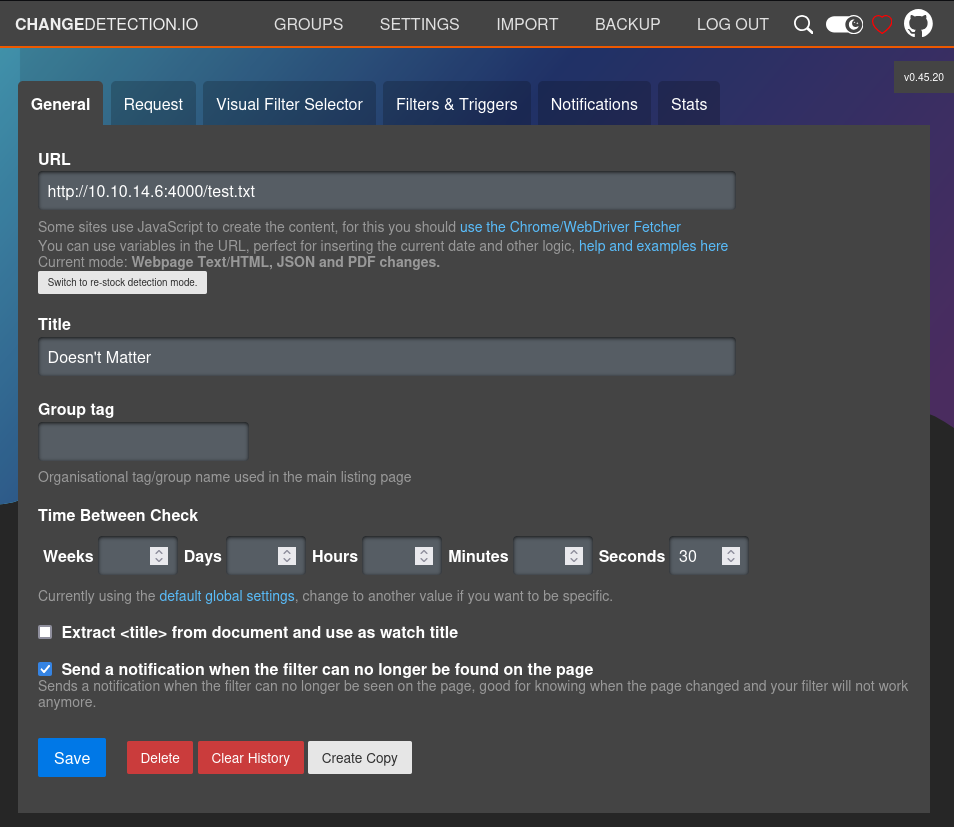 CHANGEDETECTION.IO GROUPS SETTINGS IMPORT BACKUP LOG OUT
v0.45.20
General Request Visual Filter Selector Filters & Triggers Notifications Stats
URL
http://10.10.14.6:4000/test.txt
Some sites use JavaScript to create the content, for this you should use the Chrome/WebDriver Fetcher
You can use variables in the URL, perfect for inserting the current date and other logic, help and examples here
Current mode: Webpage Text/HTML, JSON and PDF changes.
Switch to re-stock detection mode.
Title
Doesn't Matter
Group tag
Organisational tag/group name used in the main listing page
Time Between Check
Weeks Days Hours Minutes Seconds 30
Currently using the default global settings, change to another value if you want to be specific.
Extract <title> from document and use as watch title
Send a notification when the filter can no longer be found on the page
Sends a notification when the filter can no longer be seen on the page, good for knowing when the page changed and your filter will not work
anymore.
Save Delete Clear History Create Copy